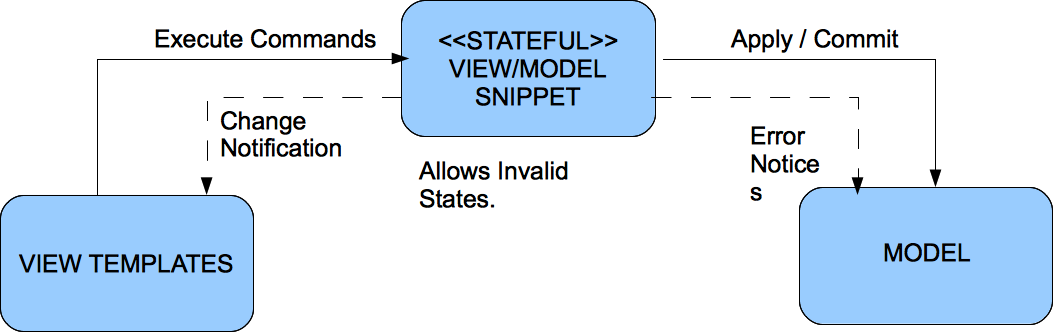 Execute Commands
<<STATEFUL>>
VIEW/MODEL
SNIPPET
Apply / Commit
Change
Notification
Error
Notice
s
Allows Invalid
States.
VIEW TEMPLATES
MODEL